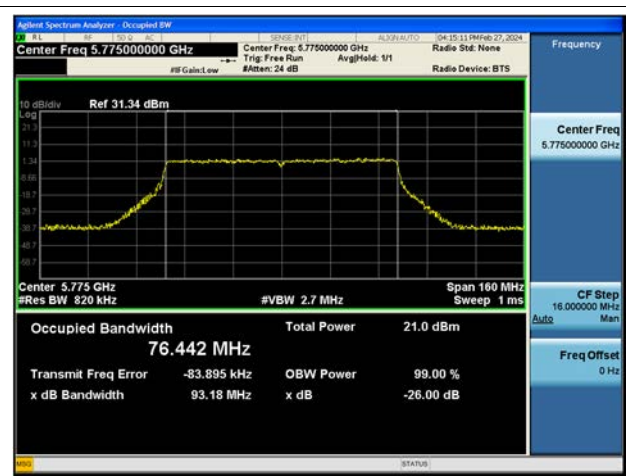 Agilent Spectrum Analyzer - Occupied BW
RL RF 50 Ω AC SENSE:INT ALIGN AUTO 04:15:11 PM Feb 27, 2024
Center Freq 5.775000000 GHz Center Freq: 5.775000000 GHz Radio Std: None Frequency
Trig: Free Run Avg|Hold: 1/1
#IFGain:Low #Atten: 24 dB Radio Device: BTS
10 dB/div Ref 31.34 dBm
Log
21.3
11.3
1.34
-8.66
-18.7
-28.7
-38.7
-48.7
-58.7
Center Freq
5.775000000 GHz
Center 5.775 GHz Span 160 MHz
#Res BW 820 kHz #VBW 2.7 MHz Sweep 1 ms
CF Step
16.000000 MHz
Auto Man
Occupied Bandwidth Total Power 21.0 dBm
76.442 MHz
Freq Offset
0 Hz
Transmit Freq Error -83.895 kHz OBW Power 99.00 %
x dB Bandwidth 93.18 MHz x dB -26.00 dB
MSG STATUS